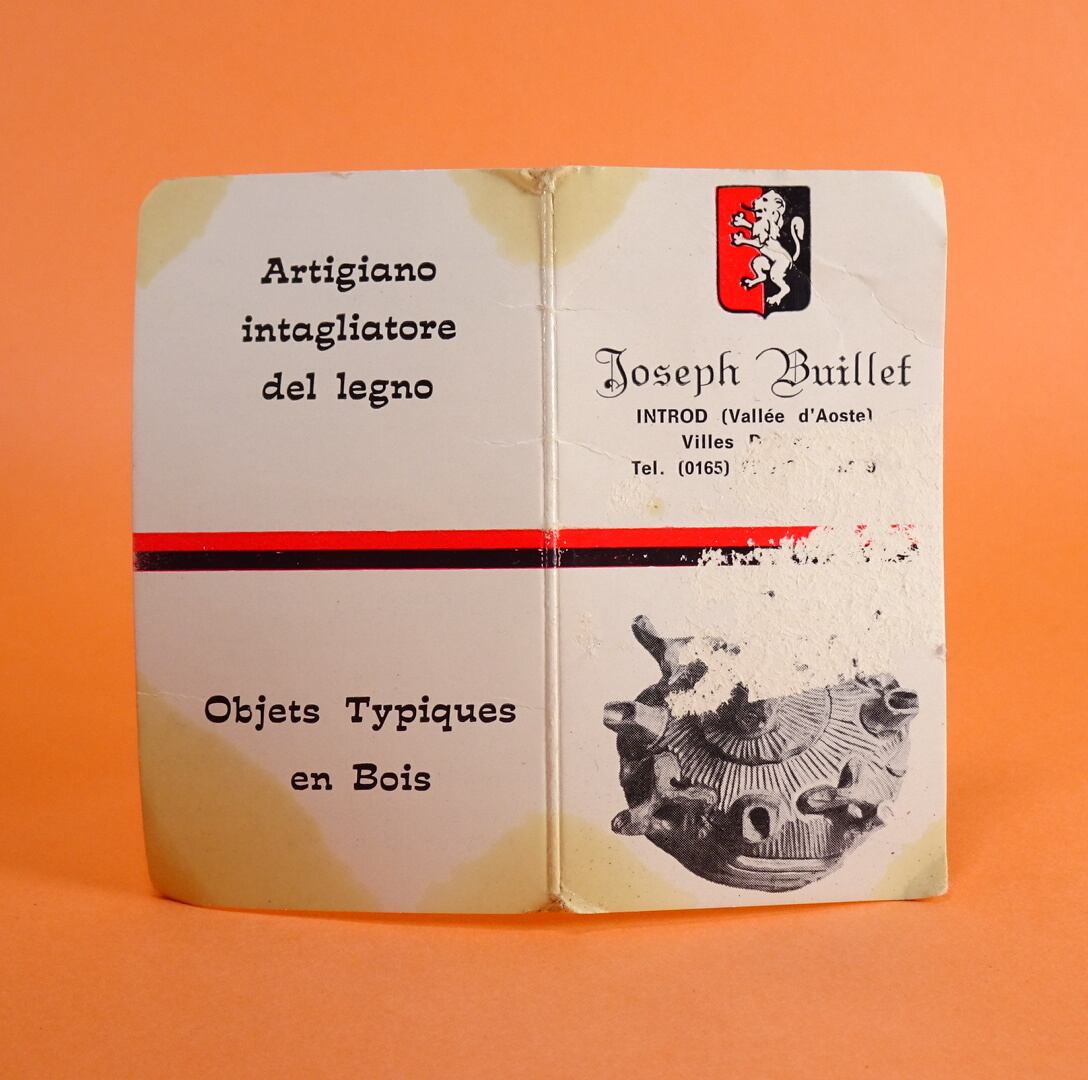 Artigiano
intagliatore
del legno
Objets Typiques
en Bois
Joseph Buillet
INTROD (Vallée d'Aoste)
Villes
Tel. (0165)